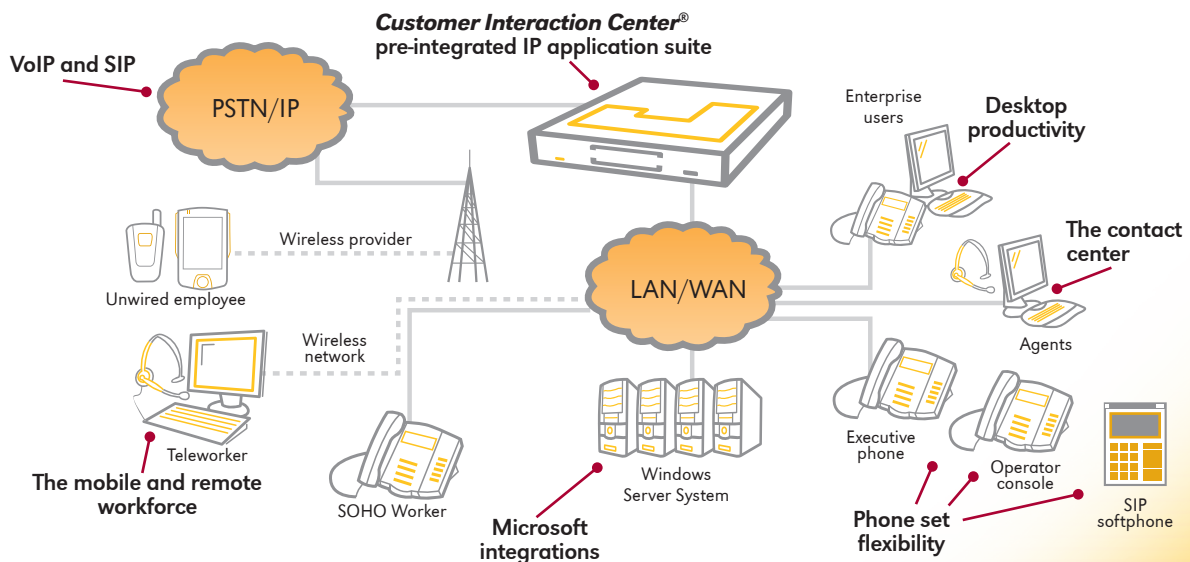 Customer Interaction Center®
pre-integrated IP application suite
VoIP and SIP
PSTN/IP
Enterprise
users
Desktop
productivity
Wireless provider
Unwired employee
The contact
center
LAN/WAN
Wireless
network
Agents
Teleworker
The mobile and remote
workforce
SOHO Worker
Windows
Server System
Microsoft
integrations
Executive
phone
Operator
console
SIP
softphone
Phone set
flexibility